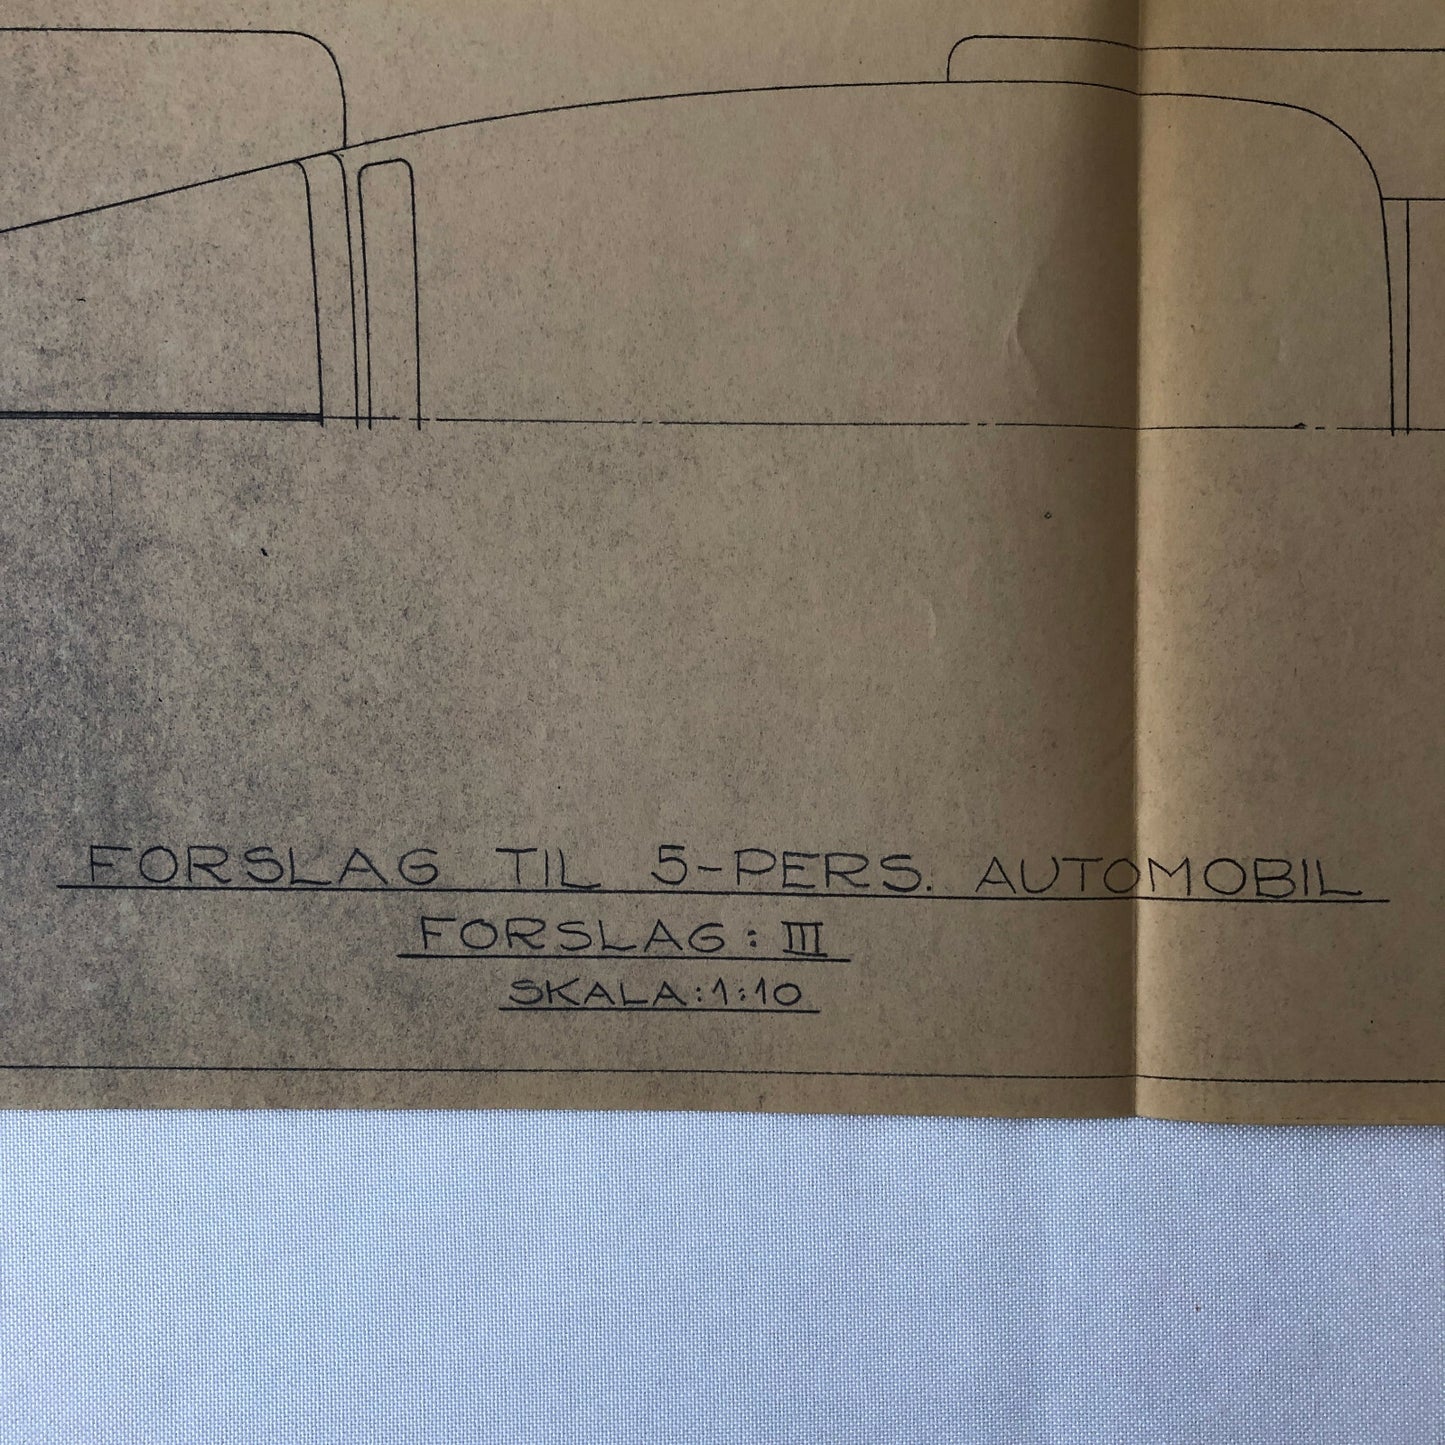 FORSLAG TIL 5-PERS. AUTOMOBIL
FORSLAG: III
SKALA:1:10